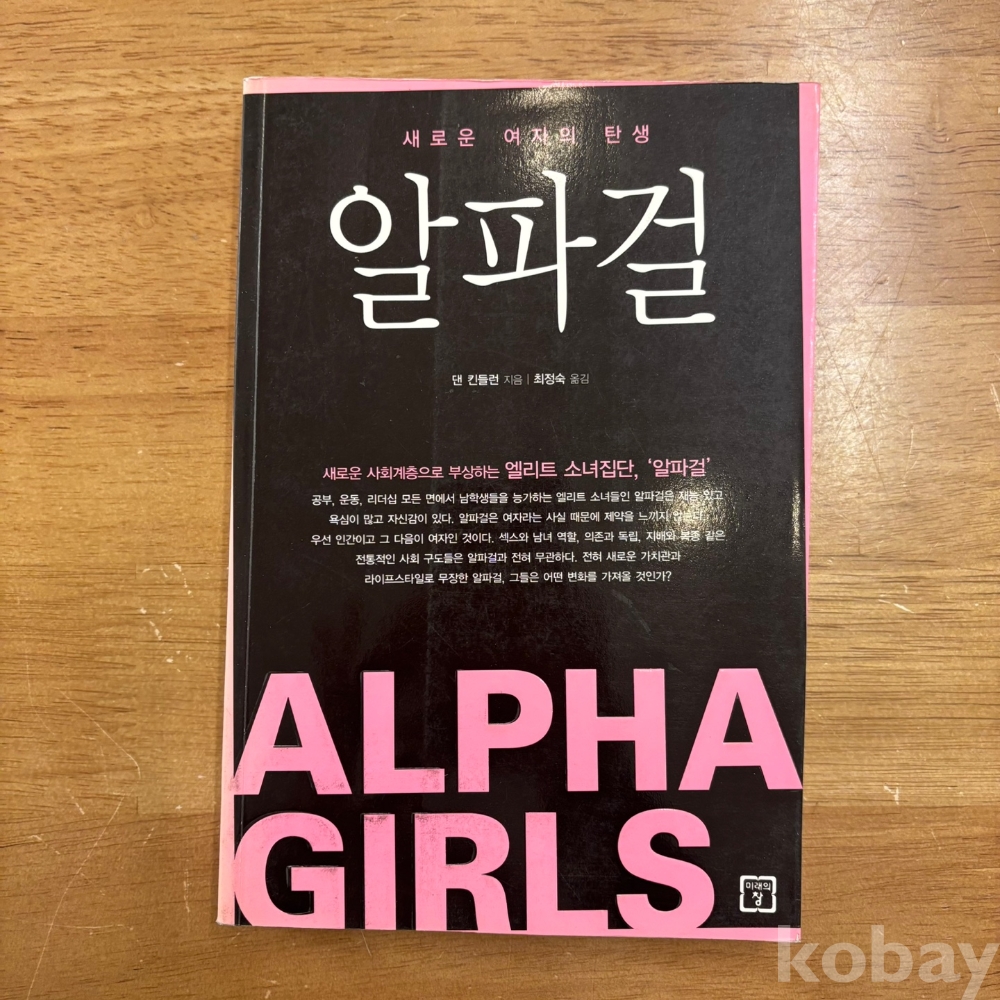 새로운 여자의 탄생
알파걸
댄 킨들런 지음 | 최정숙 옮김
새로운 사회계층으로 부상하는 엘리트 소녀집단, ‘알파걸’
공부, 운동, 리더십 모든 면에서 남학생들을 능가하는 엘리트 소녀들인 알파걸은 재능 있고
욕심이 많고 자신감이 있다. 알파걸은 여자라는 사실 때문에 제약을 느끼지 않는다.
우선 인간이고 그 다음이 여자인 것이다. 섹스와 남녀 역할, 의존과 독립, 지배와 복종 같은
전통적인 사회 구도들은 알파걸과 전혀 무관하다. 전혀 새로운 가치관과
라이프스타일로 무장한 알파걸, 그들은 어떤 변화를 가져올 것인가?
ALPHA
GIRLS
미래의
창
kobay